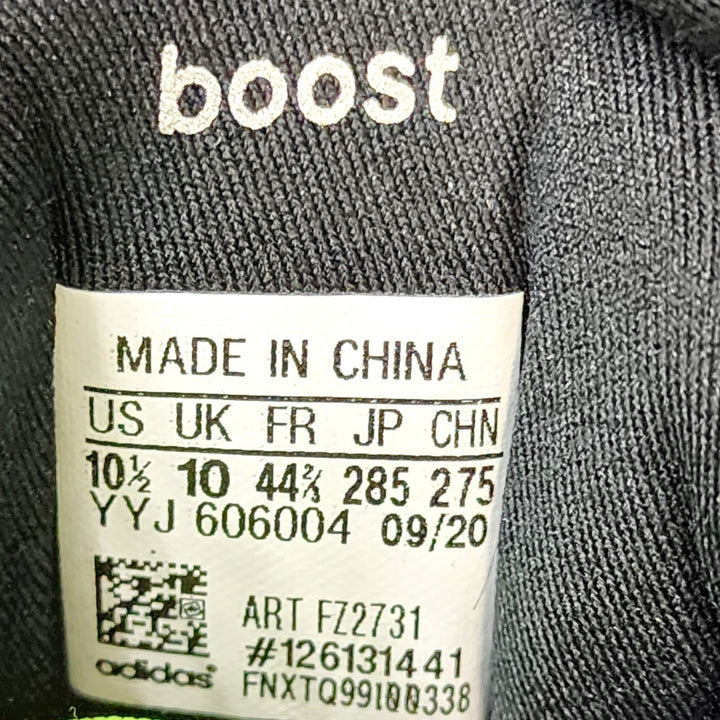 boost
MADE IN CHINA
US UK FR JP CHN
10½ 10 44⅔ 285 275
YYJ 606004 09/20
ART FZ2731
#126131441
adidas